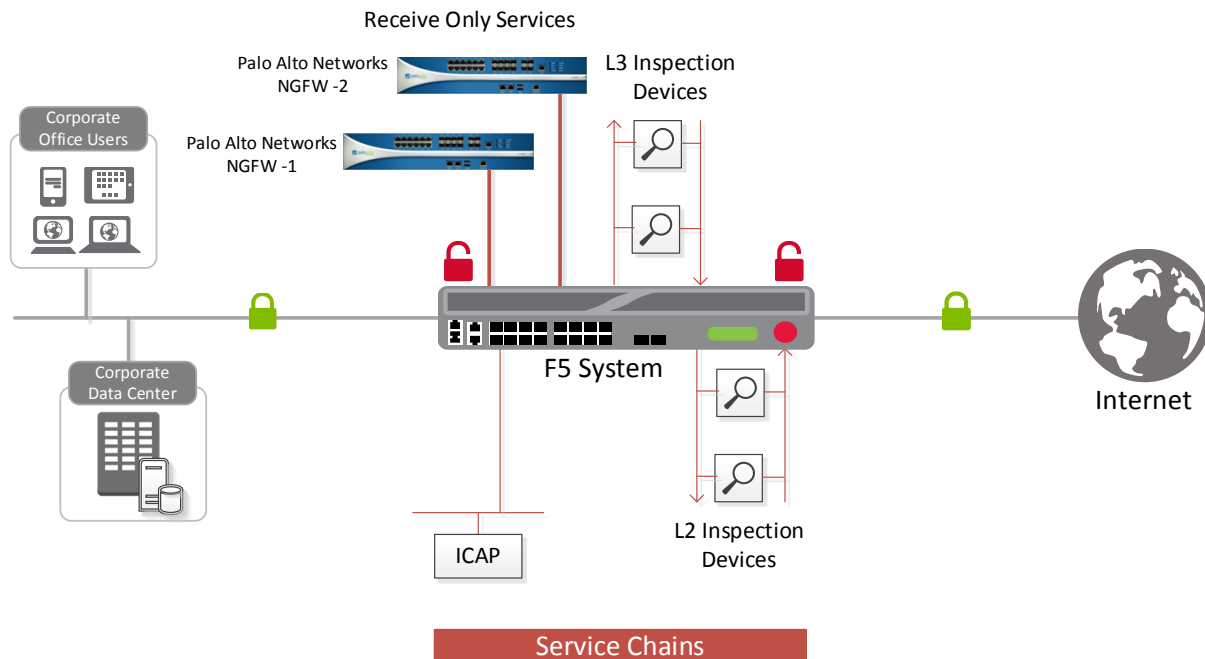 Receive Only Services
Palo Alto Networks
NGFW -2
L3 Inspection
Devices
Corporate
Office Users
Palo Alto Networks
NGFW -1
F5 System
Corporate
Data Center
Internet
L2 Inspection
Devices
ICAP
Service Chains